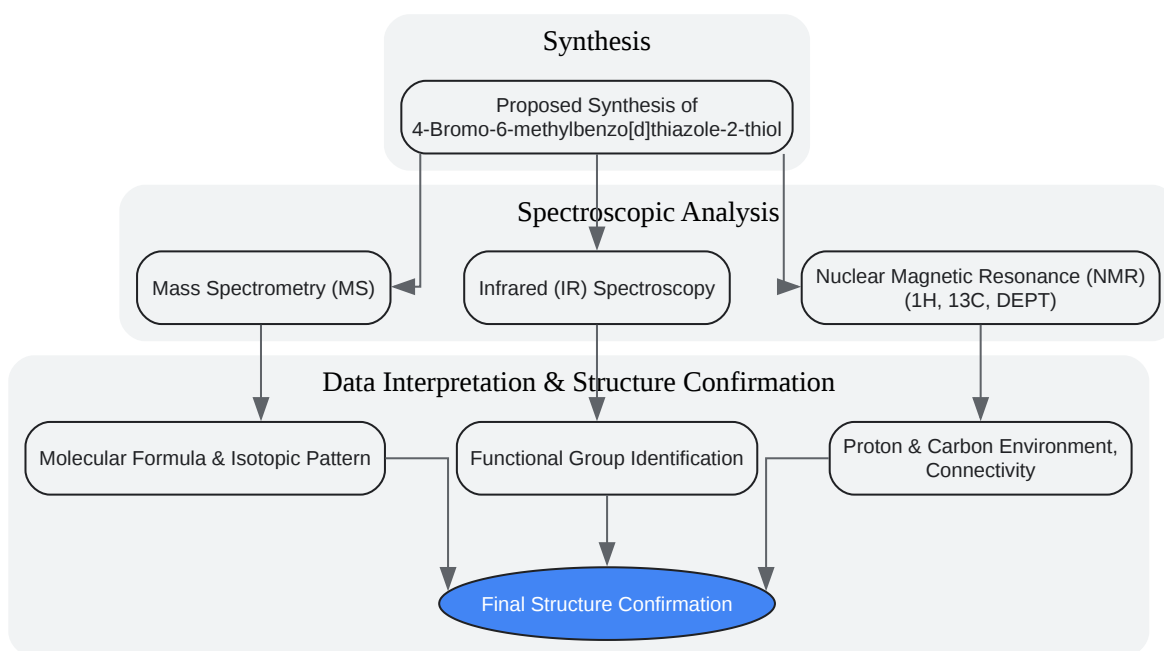 Synthesis
Proposed Synthesis of
4-Bromo-6-methylbenzo[d]thiazole-2-thiol
Spectroscopic Analysis
Mass Spectrometry (MS)
Infrared (IR) Spectroscopy
Nuclear Magnetic Resonance (NMR)
(1H, 13C, DEPT)
Data Interpretation & Structure Confirmation
Molecular Formula & Isotopic Pattern
Functional Group Identification
Proton & Carbon Environment,
Connectivity
Final Structure Confirmation